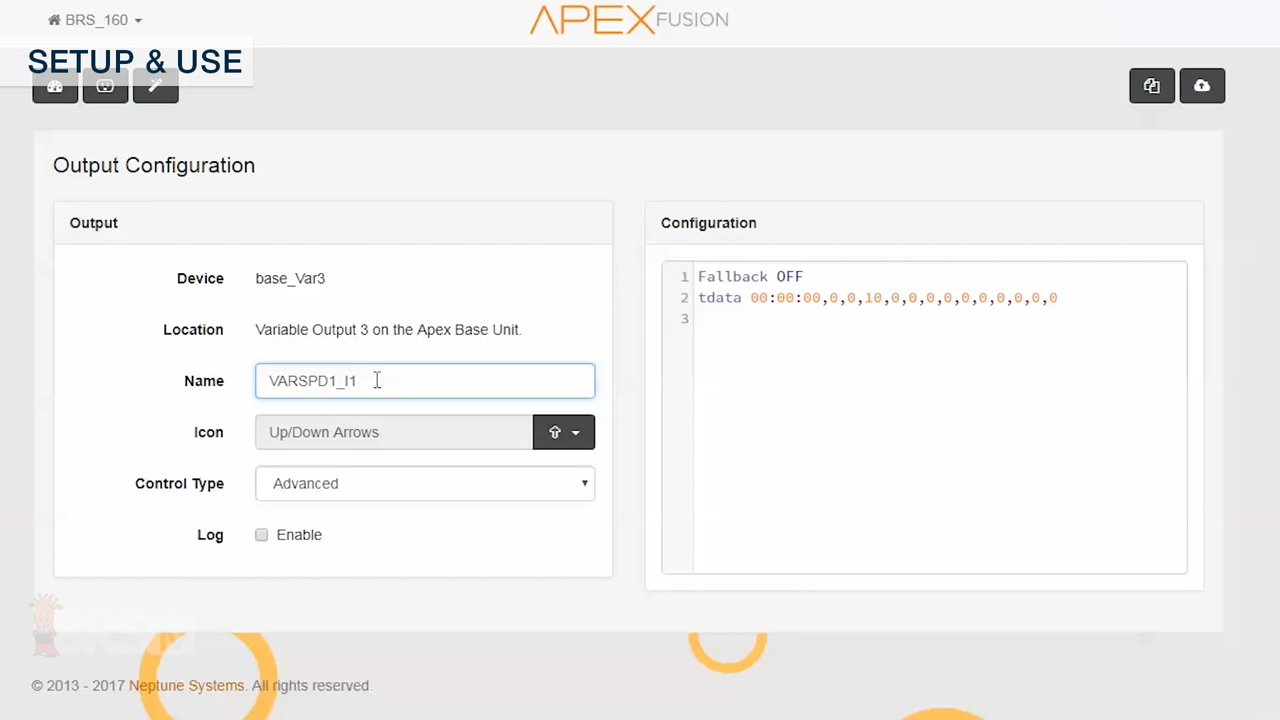 BRS_160
APEX FUSION
SETUP & USE
Output Configuration
Output
Device base_Var3
Location Variable Output 3 on the Apex Base Unit.
Name VARSPD1_I1
Icon Up/Down Arrows
Control Type Advanced
Log Enable
Configuration
1 Fallback OFF
2 tdata 00:00:00,0,0,10,0,0,0,0,0,0,0,0,0,0
3
BRStv
© 2013 - 2017 Neptune Systems. All rights reserved.